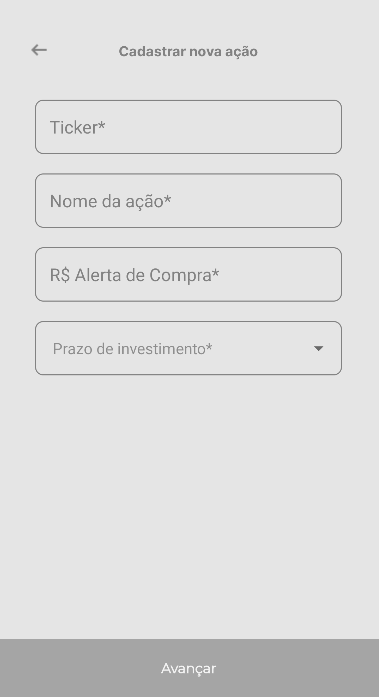 Cadastrar nova ação
Ticker*
Nome da ação*
R$ Alerta de Compra*
Prazo de investimento*
Avançar